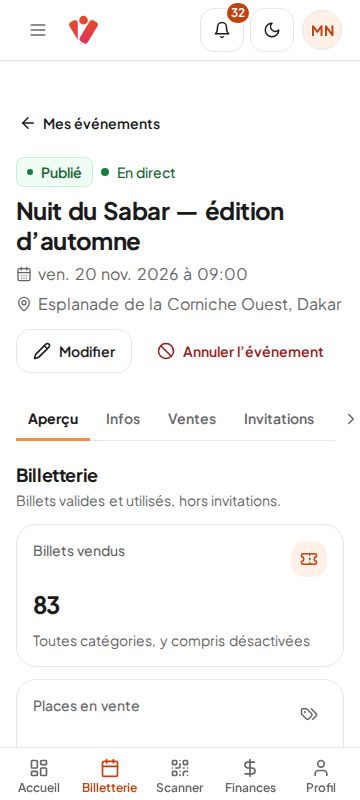 32
MN
Mes événements
Publié
En direct
Nuit du Sabar — édition
d’automne
ven. 20 nov. 2026 à 09:00
Esplanade de la Corniche Ouest, Dakar
Modifier
Annuler l’événement
Aperçu
Infos
Ventes
Invitations
Billetterie
Billets valides et utilisés, hors invitations.
Billets vendus
83
Toutes catégories, y compris désactivées
Places en vente
Accueil
Billetterie
Scanner
Finances
Profil